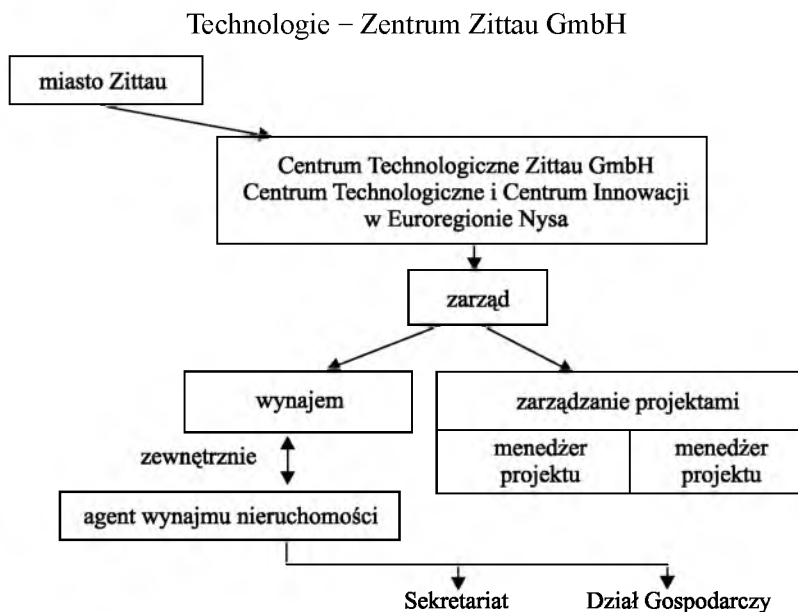 Technologie – Zentrum Zittau GmbH
miasto Zittau
Centrum Technologiczne Zittau GmbH
Centrum Technologiczne i Centrum Innowacji
w Euroregionie Nysa
zarząd
wynajem
zarządzanie projektami
menedżer
projektu
menedżer
projektu
zewnętrznie
agent wynajmu nieruchomości
Sekretariat
Dział Gospodarczy